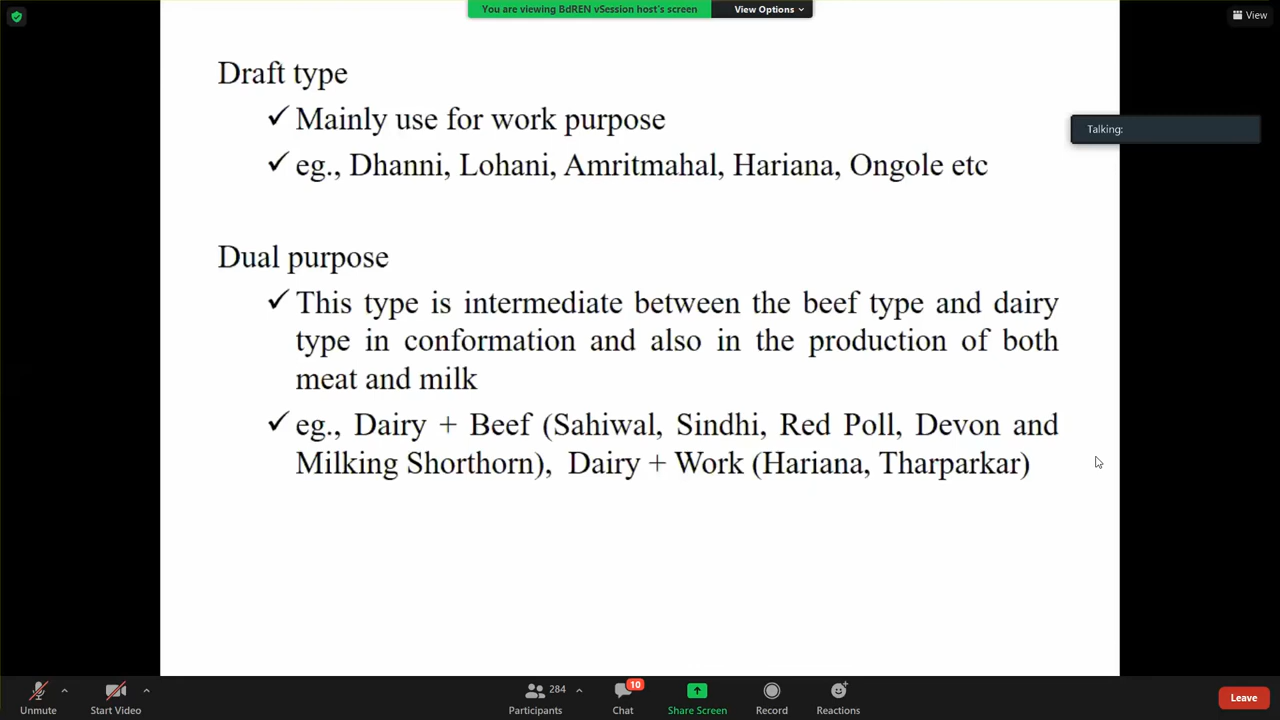 You are viewing BdREN vSession host's screen
View Options
View
Draft type
✓ Mainly use for work purpose
Talking:
✓ eg., Dhanni, Lohani, Amritmahal, Hariana, Ongole etc
Dual purpose
✓ This type is intermediate between the beef type and dairy
type in conformation and also in the production of both
meat and milk
✓ eg., Dairy + Beef (Sahiwal, Sindhi, Red Poll, Devon and
Milking Shorthorn), Dairy + Work (Hariana, Tharparkar)
284
10
Unmute
Start Video
Participants
Chat
Share Screen
Record
Reactions
Leave